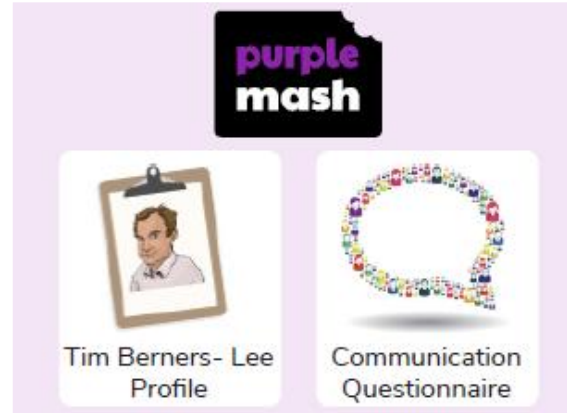 purple
mash
Tim Berners- Lee
Profile
Communication
Questionnaire